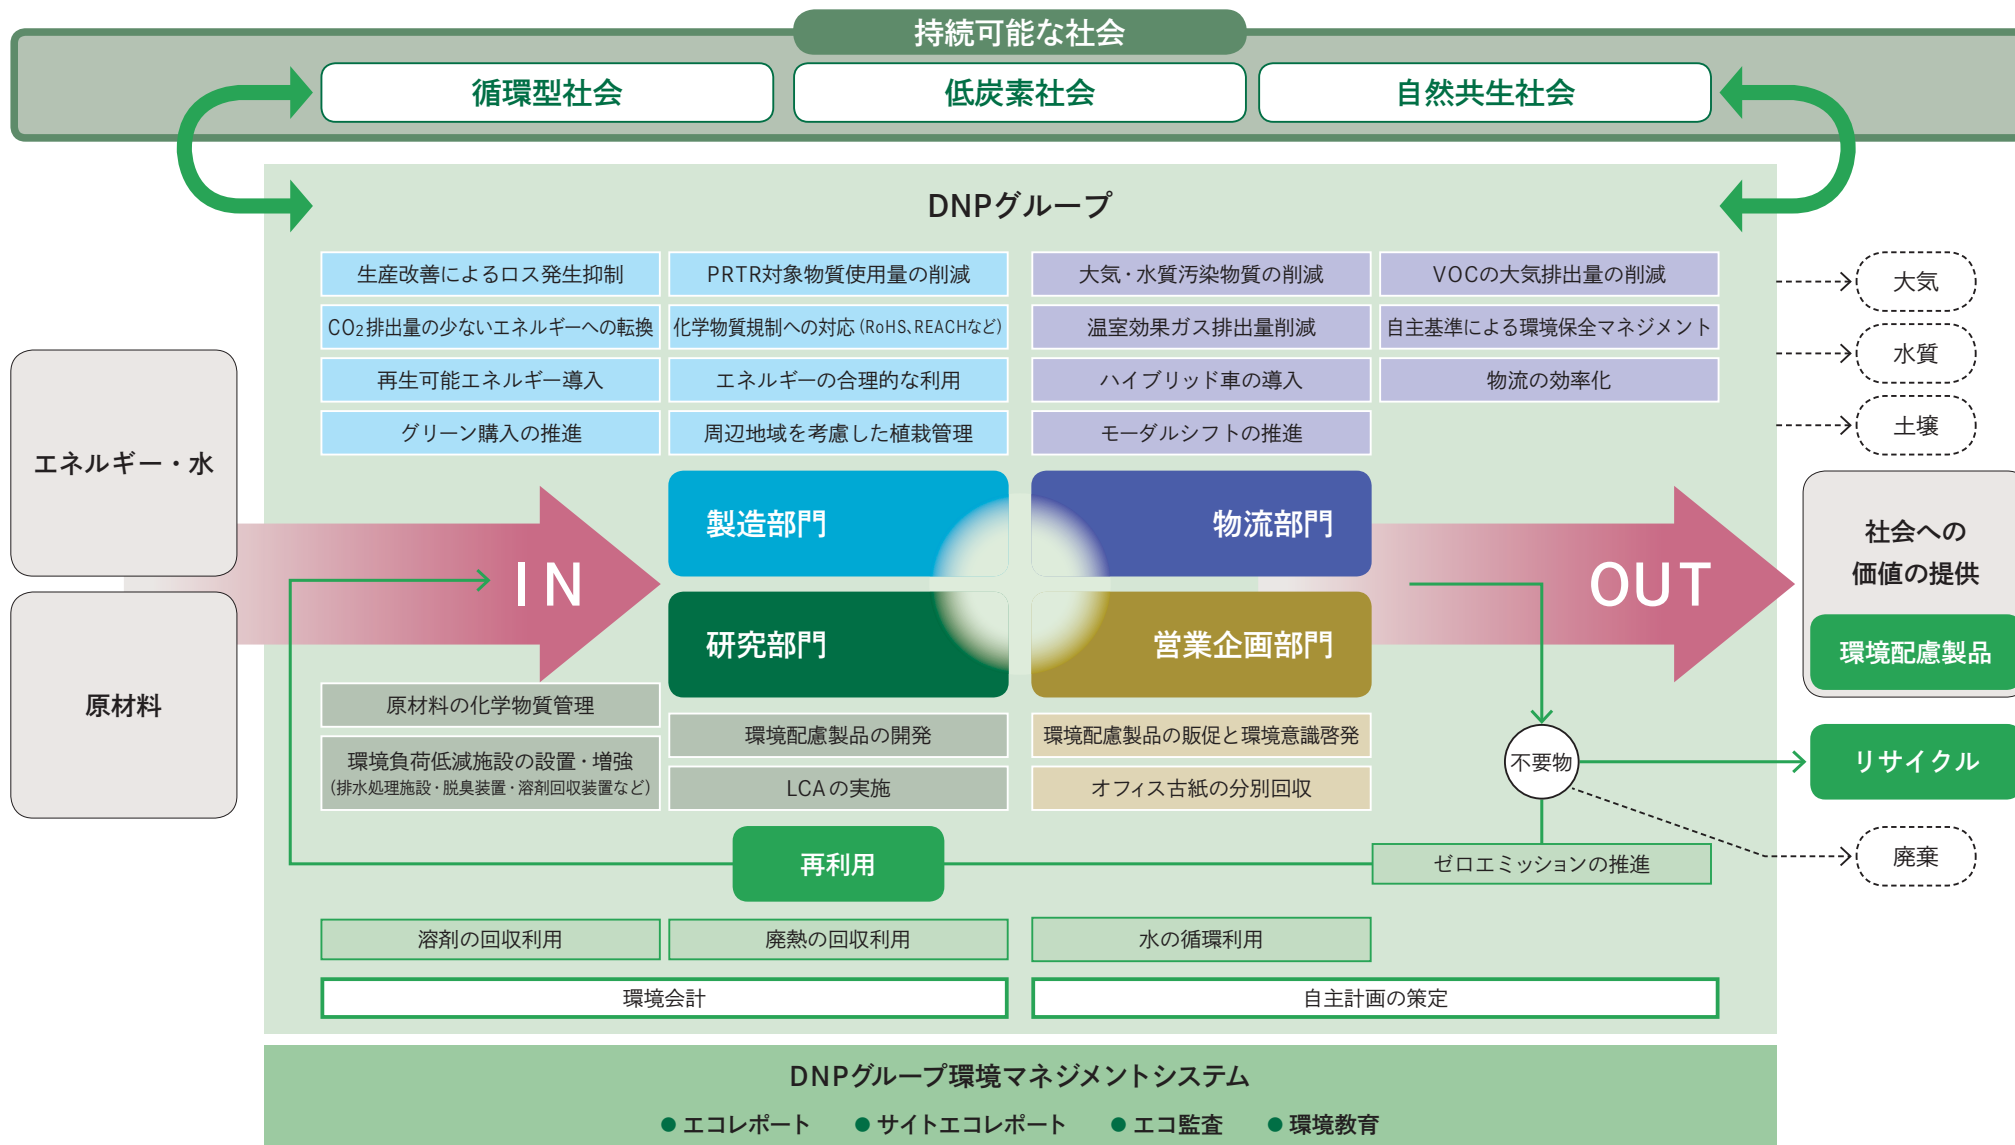 持続可能な社会
循環型社会
低炭素社会
自然共生社会
DNPグループ
生産改善によるロス発生抑制
PRTR対象物質使用量の削減
大気・水質汚染物質の削減
VOCの大気排出量の削減
CO2排出量の少ないエネルギーへの転換
化学物質規制への対応(RoHS、REACHなど)
温室効果ガス排出量削減
自主基準による環境保全マネジメント
再生可能エネルギー導入
エネルギーの合理的な利用
ハイブリッド車の導入
物流の効率化
グリーン購入の推進
周辺地域を考慮した植栽管理
モーダルシフトの推進
大気
水質
土壌
エネルギー・水
原材料
IN
製造部門
物流部門
研究部門
営業企画部門
OUT
社会への
価値の提供
環境配慮製品
原材料の化学物質管理
環境負荷低減施設の設置・増強
(排水処理施設・脱臭装置・溶剤回収装置など)
環境配慮製品の開発
LCAの実施
環境配慮製品の販促と環境意識啓発
オフィス古紙の分別回収
不要物
リサイクル
再利用
ゼロエミッションの推進
廃棄
溶剤の回収利用
廃熱の回収利用
水の循環利用
環境会計
自主計画の策定
DNPグループ環境マネジメントシステム
●エコレポート ●サイトエコレポート ●エコ監査 ●環境教育